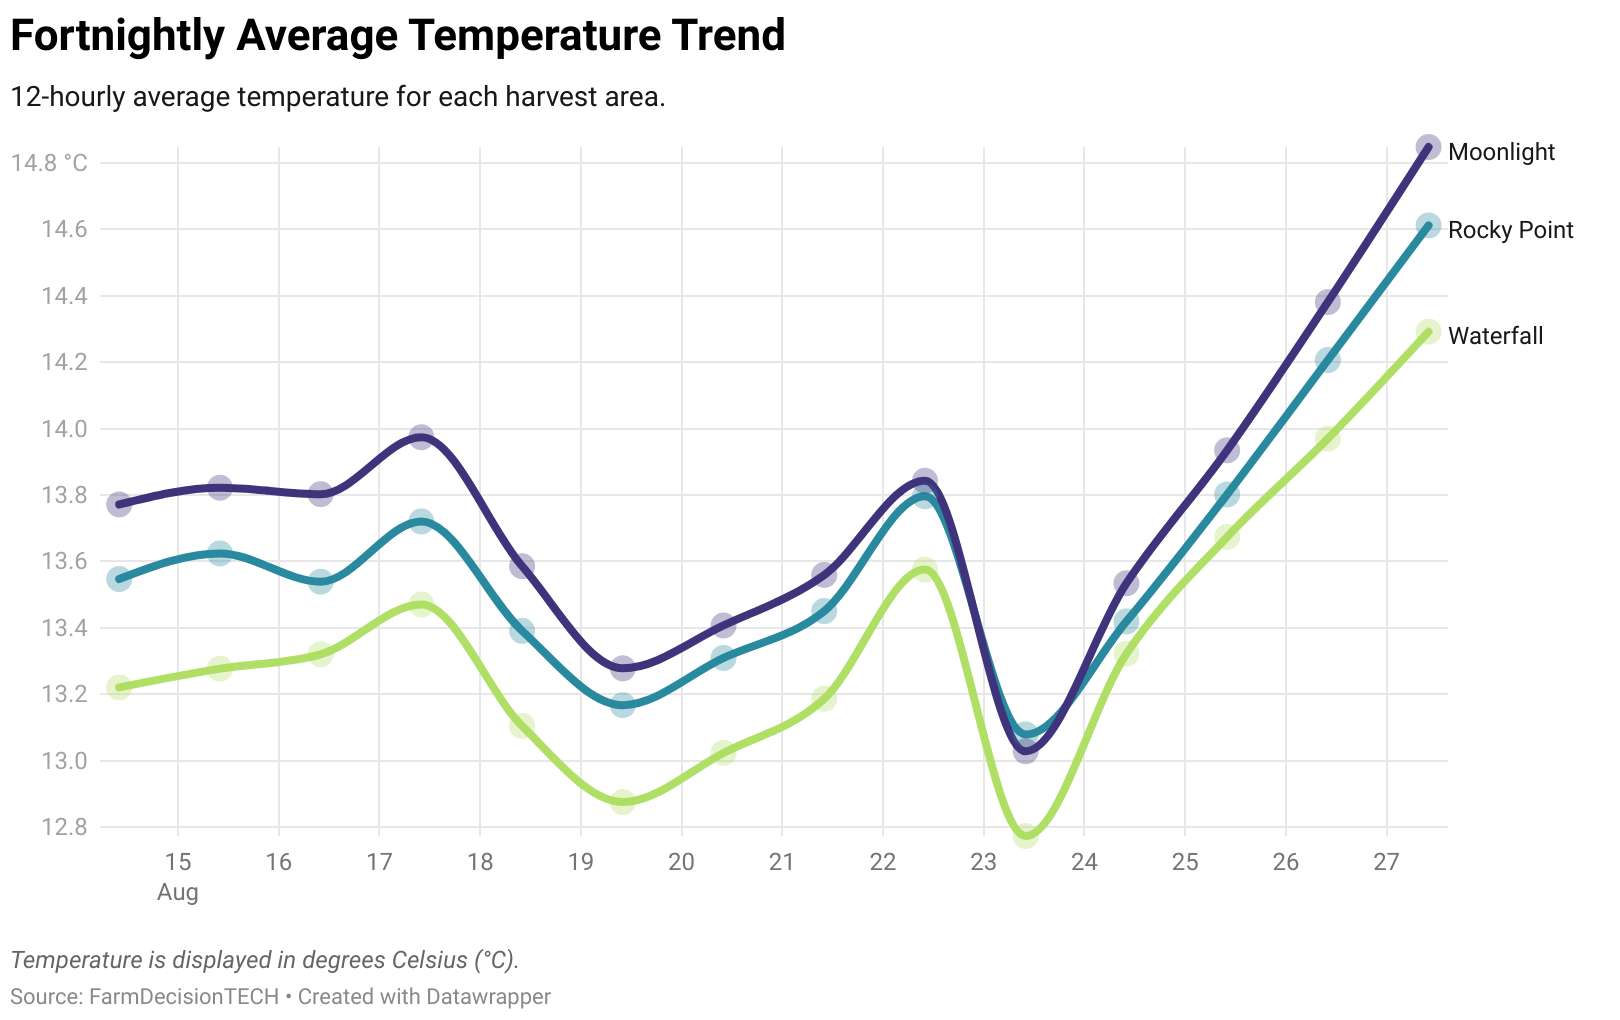 Fortnightly Average Temperature Trend
12-hourly average temperature for each harvest area.
14.8 °C
14.6
14.4
14.2
14.0
13.8
13.6
13.4
13.2
13.0
12.8
Moonlight
Rocky Point
Waterfall
15 16 17 18 19 20 21 22 23 24 25 26 27
Aug
Temperature is displayed in degrees Celsius (°C).
Source: FarmDecisionTECH • Created with Datawrapper